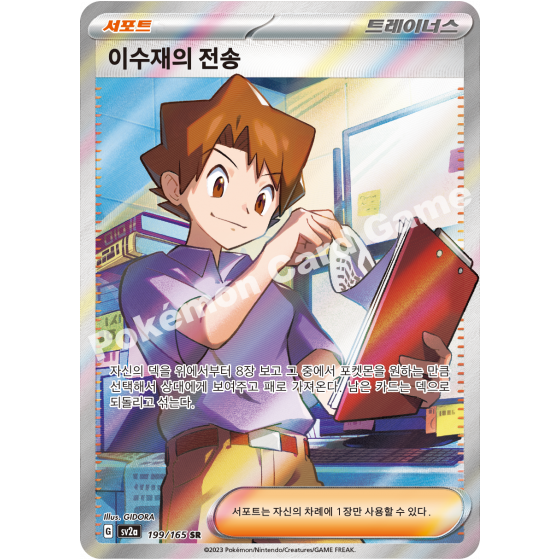 서포트
트레이너스
이수재의 전송
Pokémon Card Game
자신의 덱을 위에서부터 8장 보고 그 중에서 포켓몬을 원하는 만큼
선택해서 상대에게 보여주고 패로 가져온다. 남은 카드는 덱으로
되돌리고 섞는다.
서포트는 자신의 차례에 1장만 사용할 수 있다.
Illus. GIDORA
G sv2a 199/165 SR
©2023 Pokémon/Nintendo/Creatures/GAME FREAK.